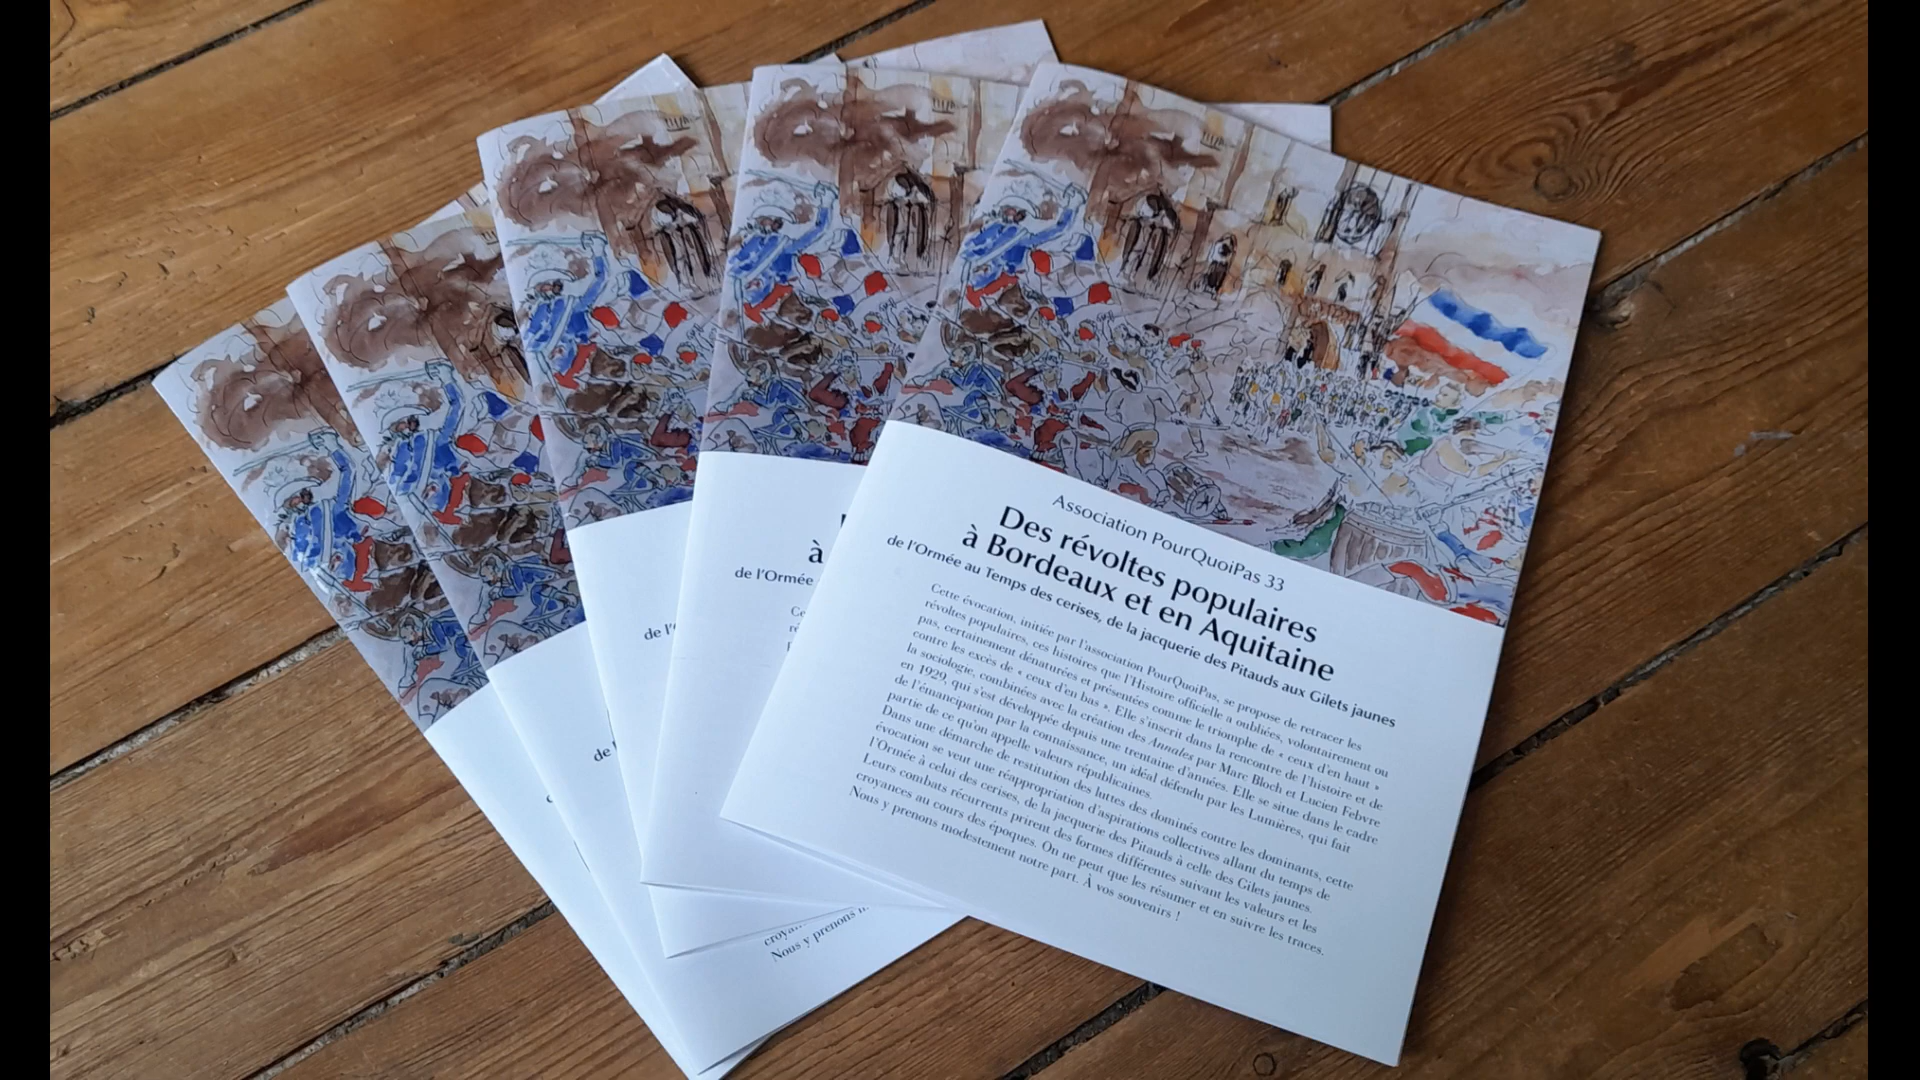 Association PourQuoiPas 33
Des révoltes populaires
à Bordeaux et en Aquitaine
de l'Ormée au Temps des cerises, de la jacquerie des Pitauds aux Gilets jaunes
Cette évocation, initiée par l'association PourQuoiPas, se propose de retracer les
révoltes populaires, ces histoires que l'Histoire officielle a oubliées, volontairement ou
pas, certainement dénaturées et présentées comme le triomphe de « ceux d'en haut »
contre les excès de « ceux d'en bas ». Elle s'inscrit dans la rencontre de l'histoire et de
la sociologie, combinées avec la création des Annales par Marc Bloch et Lucien Febvre
en 1929, qui s'est développée depuis une trentaine d'années. Elle se situe dans le cadre
de l'émancipation par la connaissance, un idéal défendu par les Lumières, qui fait
partie de ce qu'on appelle valeurs républicaines.
Dans une démarche de restitution des luttes des dominés contre les dominants, cette
évocation se veut une réappropriation d'aspirations collectives allant du temps de
l'Ormée à celui des cerises, de la jacquerie des Pitauds à celle des Gilets jaunes.
Leurs combats récurrents prirent des formes différentes suivant les valeurs et les
croyances au cours des époques. On ne peut que les résumer et en suivre les traces.
Nous y prenons modestement notre part. À vos souvenirs !
à
de l'Ormée
de l'
de
Nous y prenons